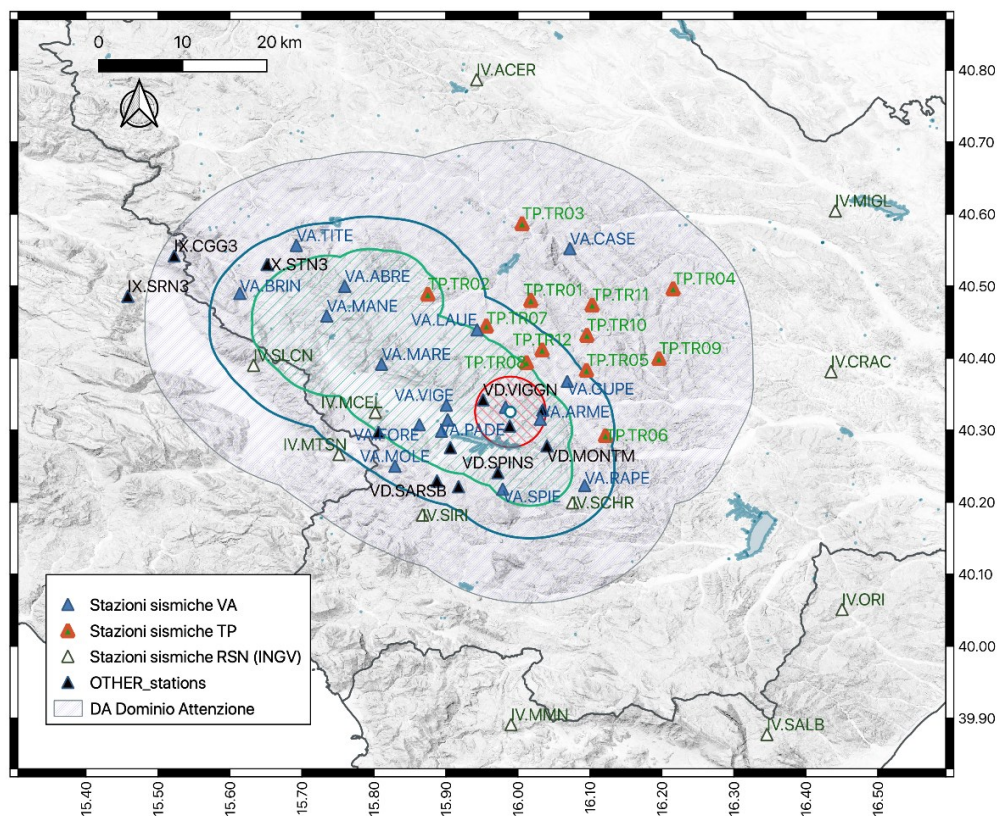 0 10 20 km
IV.ACER
40.80
40.70
IV.MIGL
40.60
TP.TR03
VA.TITE
VA.CASE
IX.CGG3
IX.STN3
VA.ABRE
TP.TR02
TP.TR04
40.50
IX.SRN3
VA.BRIN
TP.TR01
TP.TR11
VA.MANE
VA.LAUE
TP.TR07
TP.TR10
TP.TR12
TP.TR09
40.40
IV.SLCN
VA.MARE
TP.TR08
TP.TR05
IV.CRAC
VD.VIGGN
VA.CUPE
VA.VIGE
IV.MCEL
VA.ARME
VA.PADE
TP.TR06
40.30
IV.MTSN
VA.MOLF
VD.MONTM
VD.SPINS
VA.RAPE
VD.SARSB
VA.SPIE
IV.SCHR
40.20
IV.SIRI
40.10
IV.ORI
40.00
Stazioni sismiche VA
Stazioni sismiche TP
Stazioni sismiche RSN (INGV)
OTHER_stations
DA Dominio Attenzione
IV.MMN
IV.SALB
39.90
15.40 15.50 15.60 15.70 15.80 15.90 16.00 16.10 16.20 16.30 16.40 16.50